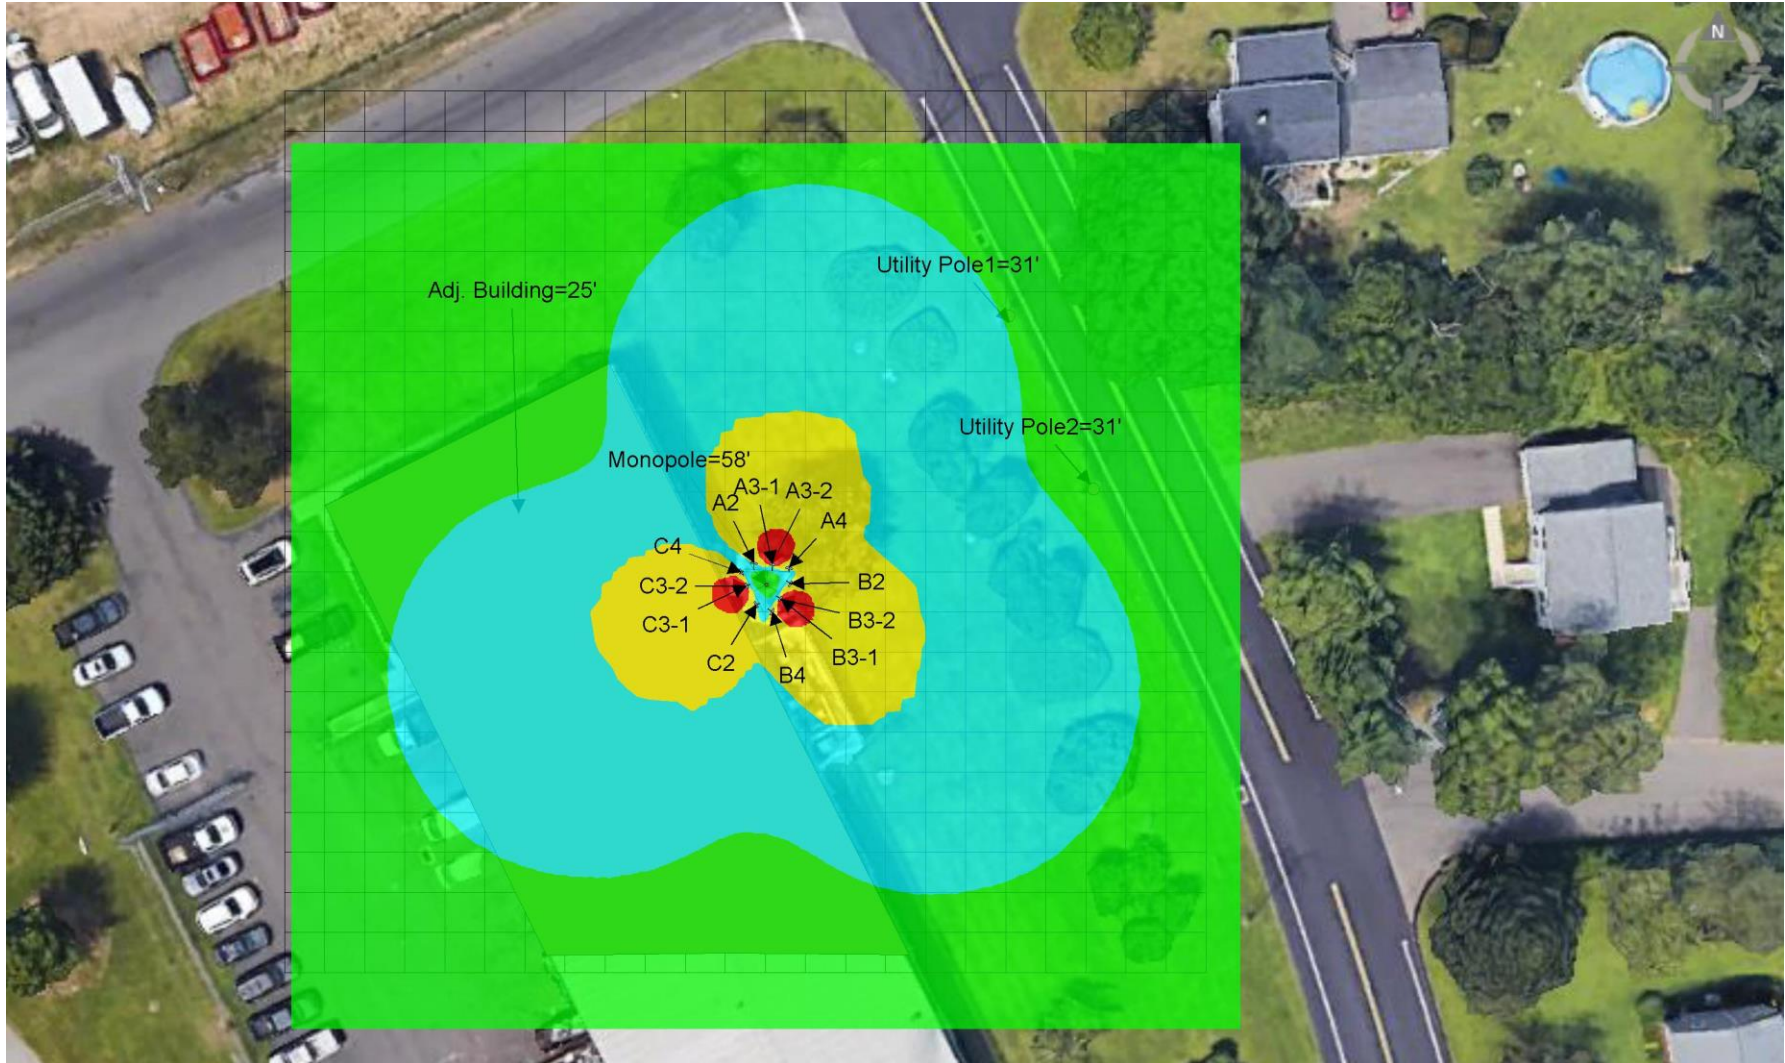 N
Utility Pole1=31'
Adj. Building=25'
Utility Pole2=31'
Monopole=58'
A3-1
A3-2
A2
A4
C4
C3-2
B2
C3-1
B3-2
C2
B3-1
B4